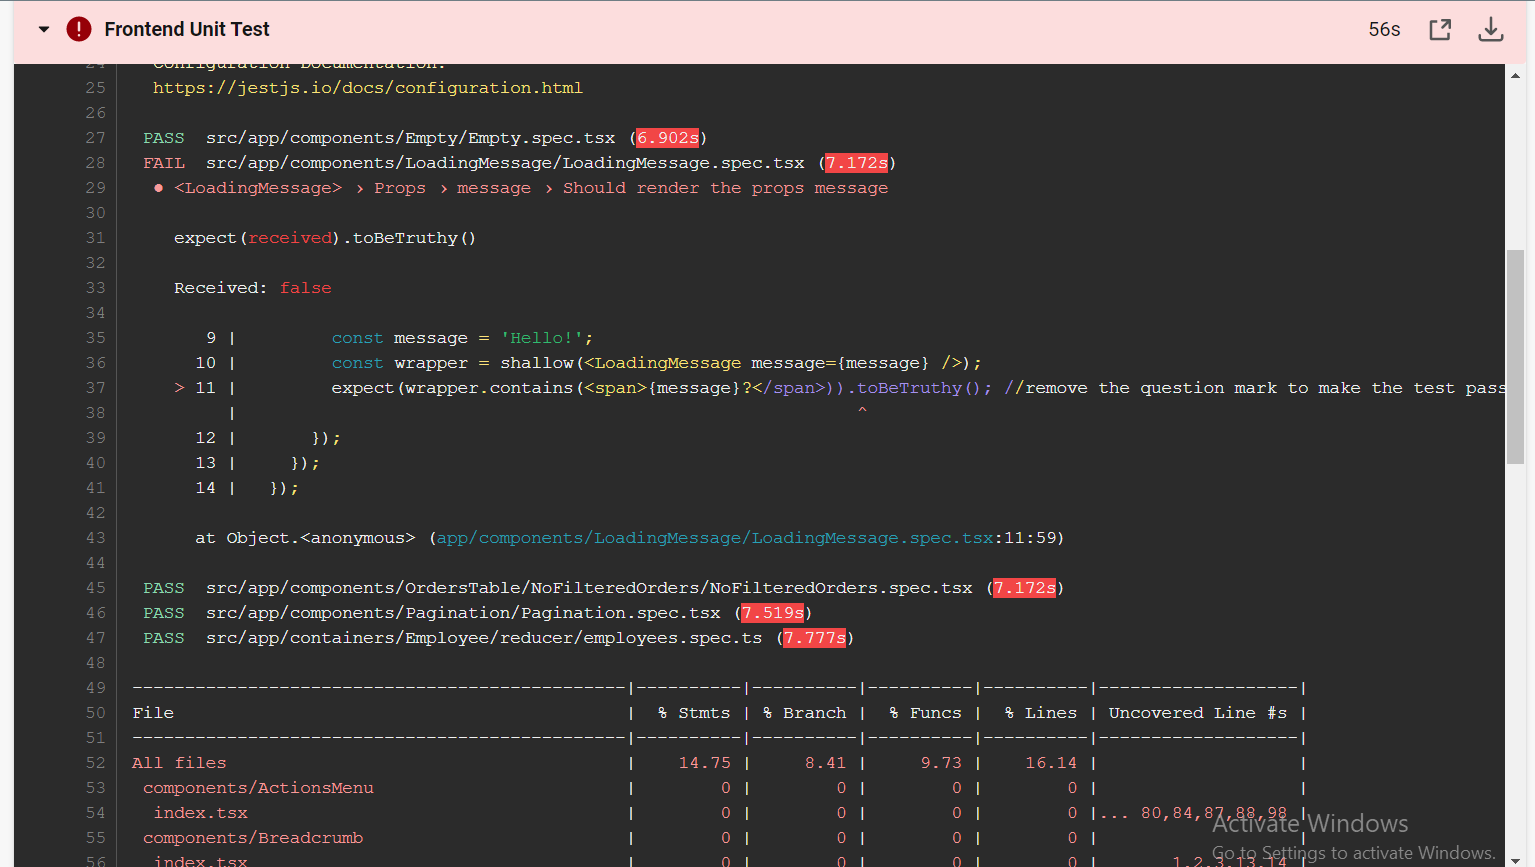 Frontend Unit Test 56s
24 Configuration Documentation:
25 https://jestjs.io/docs/configuration.html
26
27 PASS src/app/components/Empty/Empty.spec.tsx (6.902s)
28 FAIL src/app/components/LoadingMessage/LoadingMessage.spec.tsx (7.172s)
29 ● <LoadingMessage> › Props › message › Should render the props message
30
31 expect(received).toBeTruthy()
32
33 Received: false
34
35 9 | const message = 'Hello!';
36 10 | const wrapper = shallow(<LoadingMessage message={message} />);
37 > 11 | expect(wrapper.contains(<span>{message}?</span>)).toBeTruthy(); //remove the question mark to make the test pass
38 | ^
39 12 | });
40 13 | });
41 14 | });
42
43 at Object.<anonymous> (app/components/LoadingMessage/LoadingMessage.spec.tsx:11:59)
44
45 PASS src/app/components/OrdersTable/NoFilteredOrders/NoFilteredOrders.spec.tsx (7.172s)
46 PASS src/app/components/Pagination/Pagination.spec.tsx (7.519s)
47 PASS src/app/containers/Employee/reducer/employees.spec.ts (7.777s)
48
49 -----------------------------------------------|----------|----------|----------|----------|-------------------|
50 File | % Stmts | % Branch | % Funcs | % Lines | Uncovered Line #s |
51 -----------------------------------------------|----------|----------|----------|----------|-------------------|
52 All files | 14.75 | 8.41 | 9.73 | 16.14 | |
53 components/ActionsMenu | 0 | 0 | 0 | 0 | |
54 index.tsx | 0 | 0 | 0 | 0 |... 80,84,87,88,98 |
55 components/Breadcrumb | 0 | 0 | 0 | 0 | |
56 index.tsx | 0 | 0 | 0 | 0 | 1,2,3,13,14 |
Activate Windows
Go to Settings to activate Windows.